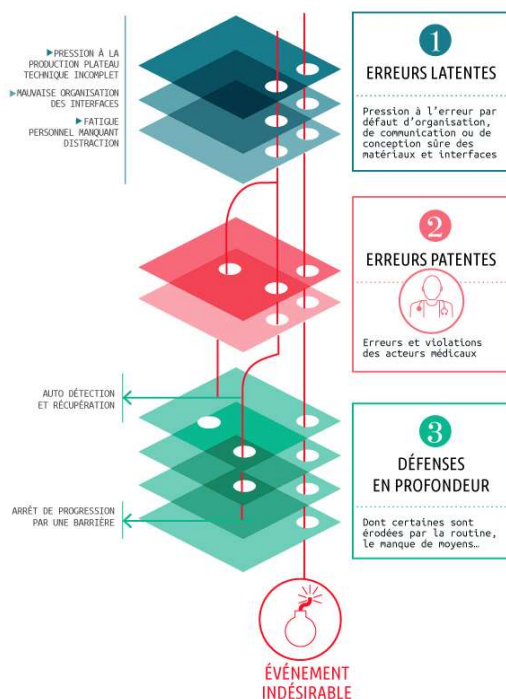 ▶PRESSION À LA
PRODUCTION PLATEAU
TECHNIQUE INCOMPLET
▶MAUVAISE ORGANISATION
DES INTERFACES
▶FATIGUE
PERSONNEL MANQUANT
DISTRACTION
1
ERREURS LATENTES
Pression à l'erreur par
défaut d'organisation,
de communication ou de
conception sûre des
matériaux et interfaces
2
ERREURS PATENTES
Erreurs et violations
des acteurs médicaux
AUTO DÉTECTION
ET RÉCUPÉRATION
ARRÊT DE PROGRESSION
PAR UNE BARRIÈRE
3
DÉFENSES
EN PROFONDEUR
Dont certaines sont
érodées par la routine,
le manque de moyens…
ÉVÉNEMENT
INDÉSIRABLE